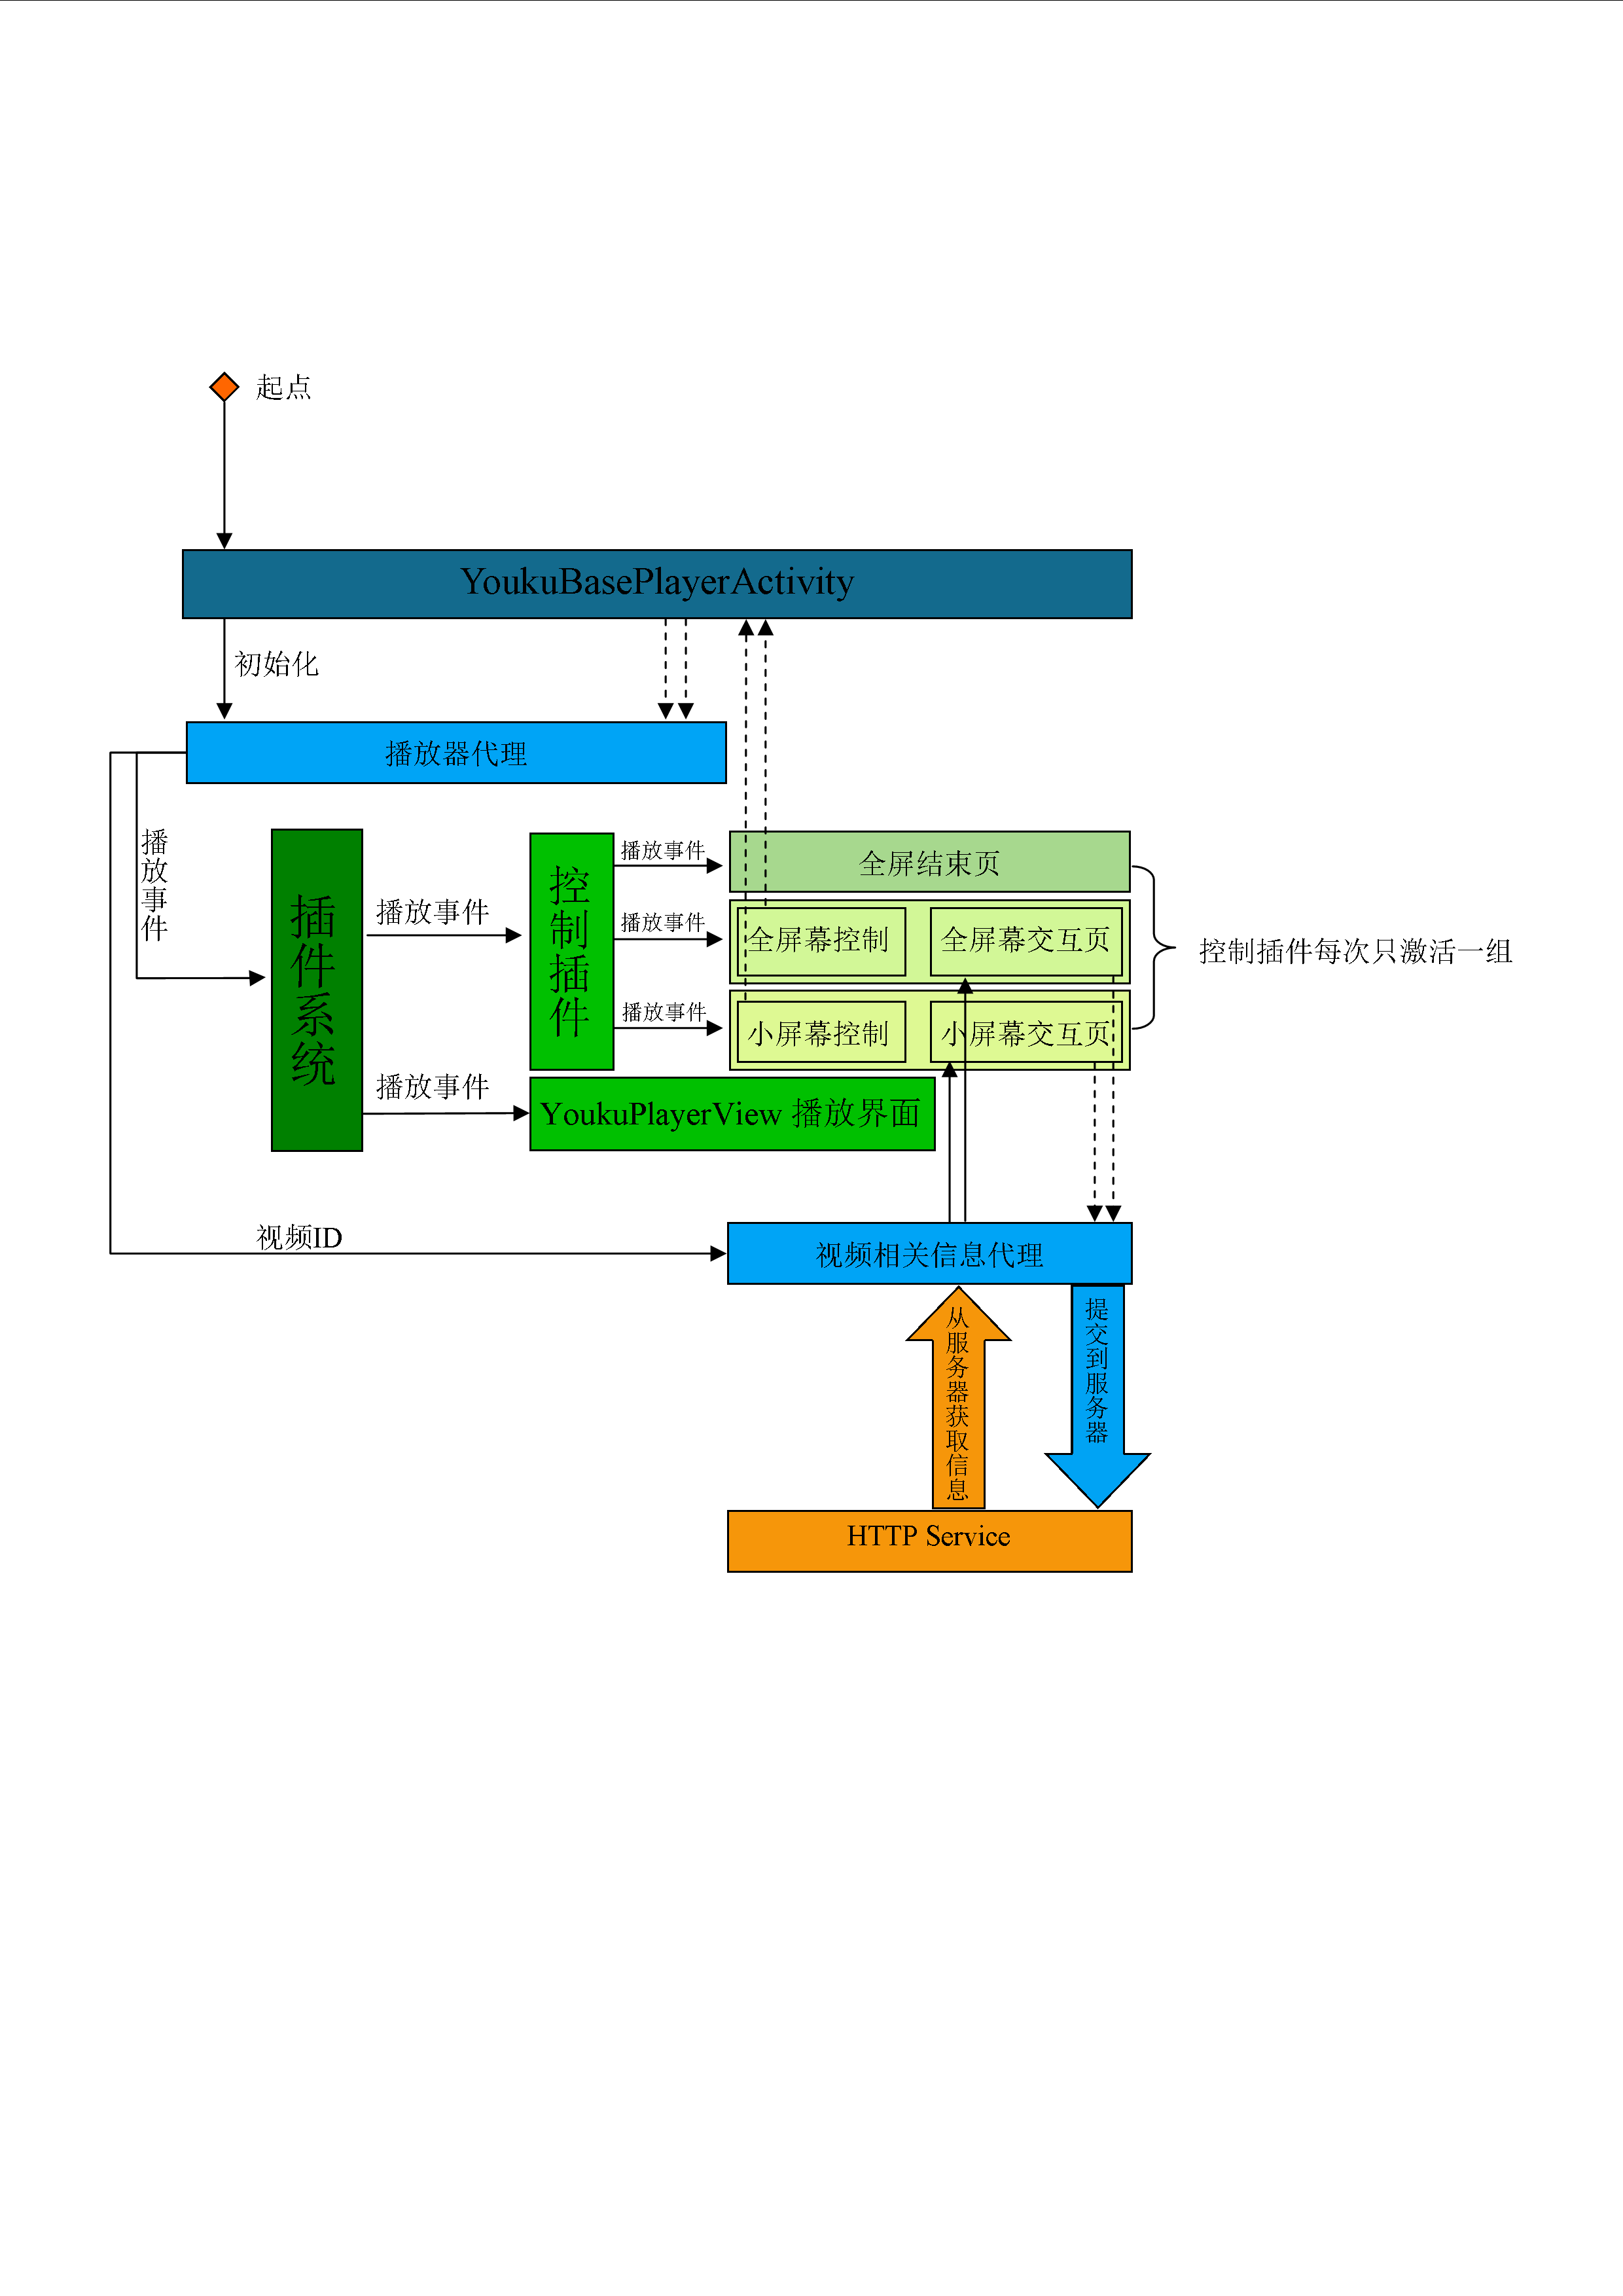 起点
YoukuBasePlayerActivity
初始化
播放器代理
播放事件
插件系统
播放事件
控制插件
播放事件
全屏结束页
播放事件
全屏幕控制
全屏幕交互页
控制插件每次只激活一组
播放事件
小屏幕控制
小屏幕交互页
播放事件
YoukuPlayerView 播放界面
视频ID
视频相关信息代理
从服务器获取信息
提交到服务器
HTTP Service